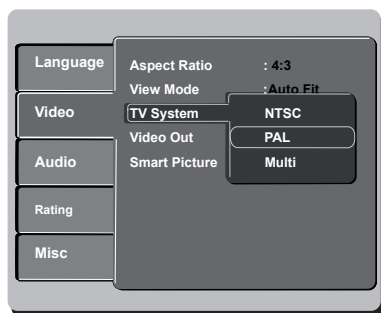 Language
Video
Audio
Rating
Misc
Aspect Ratio : 4:3
View Mode :Auto Fit
TV System
Video Out
Smart Picture
NTSC
PAL
Multi